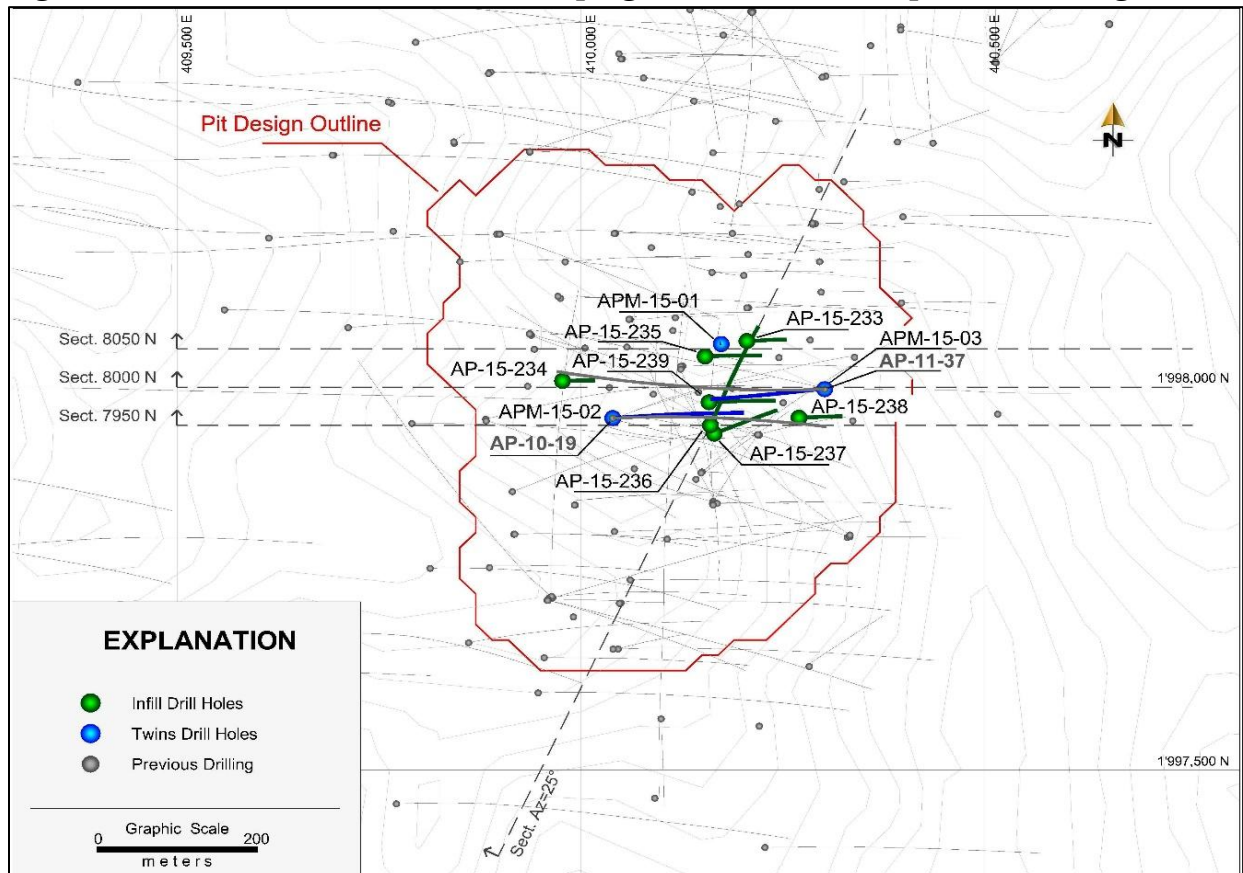 409,500 E
410,000 E
410,500 E
Pit Design Outline
N
APM-15-01
AP-15-233
AP-15-235
APM-15-03
Sect. 8050 N
AP-15-239
AP-11-37
AP-15-234
Sect. 8000 N
1'998,000 N
APM-15-02
AP-15-238
Sect. 7950 N
AP-10-19
AP-15-237
AP-15-236
EXPLANATION
Infill Drill Holes
Twins Drill Holes
Previous Drilling
1'997,500 N
Graphic Scale
0
200
meters
Sect. Az=25°